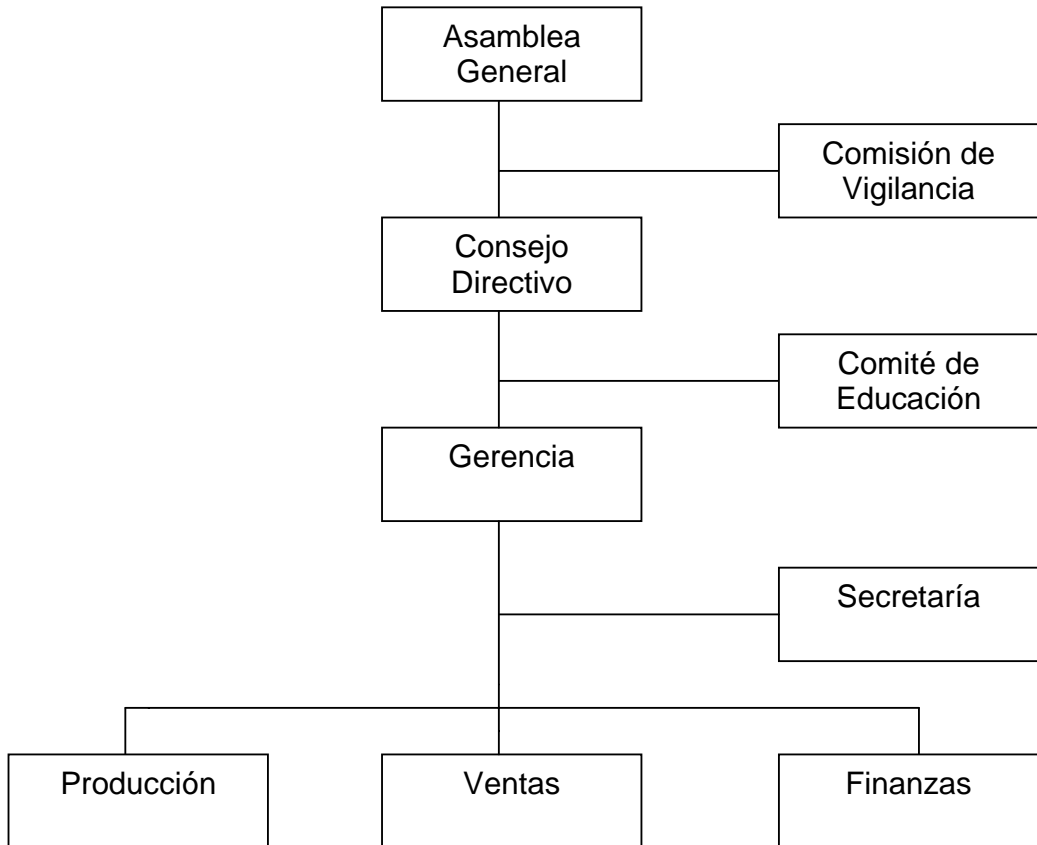 Asamblea
General
Comisión de
Vigilancia
Consejo
Directivo
Comité de
Educación
Gerencia
Secretaría
Producción
Ventas
Finanzas